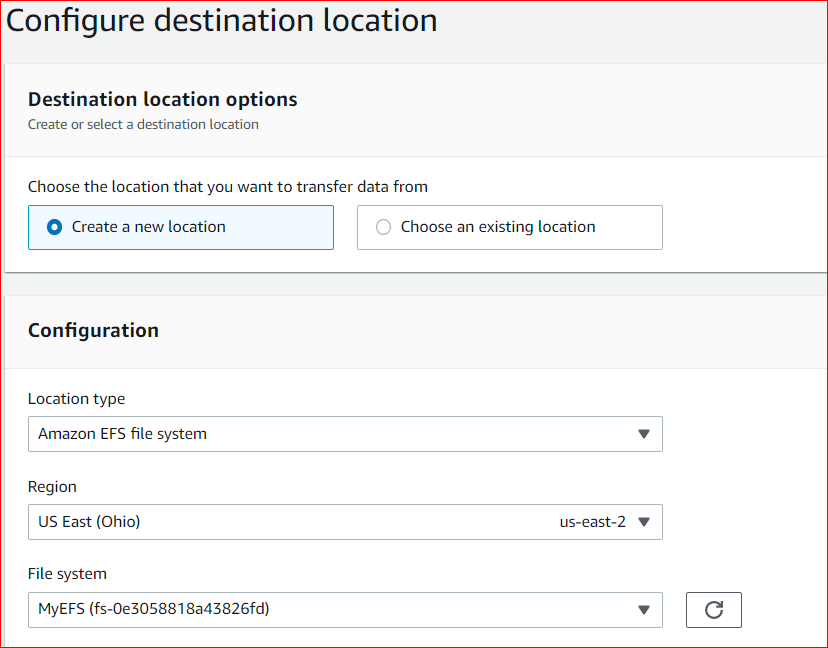 Configure destination location
Destination location options
Create or select a destination location
Choose the location that you want to transfer data from
Create a new location
Choose an existing location
Configuration
Location type
Amazon EFS file system
Region
US East (Ohio) us-east-2
File system
MyEFS (fs-0e3058818a43826fd)